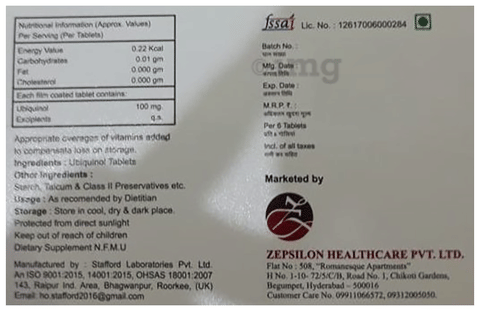 Nutritional Information (Approx. Values)
Per Serving (Per Tablets)
Energy Value 0.22 Kcal
Carbohydrates 0.01 gm
Fat 0.000 gm
Cholesterol 0.000 gm
Each film coated tablet contains:
Ubiquinol 100 mg.
Excipients q.s.
Appropriate overages of vitamins added
to compensate loss on storage.
Ingredients : Ubiquinol Tablets
Other Ingredients :
Starch, Talcum & Class II Preservatives etc.
Usage : As recomended by Dietitian
Storage : Store in cool, dry & dark place.
Protected from direct sunlight
Keep out of reach of children
Dietary Supplement N.F.M.U
Manufactured by : Stafford Laboratories Pvt. Ltd.
An ISO 9001:2015, 14001:2015, OHSAS 18001:2007
143, Raipur Ind. Area, Bhagwanpur, Roorkee, (UK)
Email: ho.stafford2016@gmail.com
fssai Lic. No. : 12617006000284
Batch No. :
Mfg. Date :
Exp. Date :
M.R.P. ₹ :
Per 6 Tablets
Incl. of all taxes
Marketed by
ZEPSILON HEALTHCARE PVT. LTD.
Flat No : 508, "Romanesque Apartments"
H No. 1-10- 72/5/C/B, Road No. 1, Chikoti Gardens,
Begumpet, Hyderabad – 500016
Customer Care No. 09911066572, 09312005050.